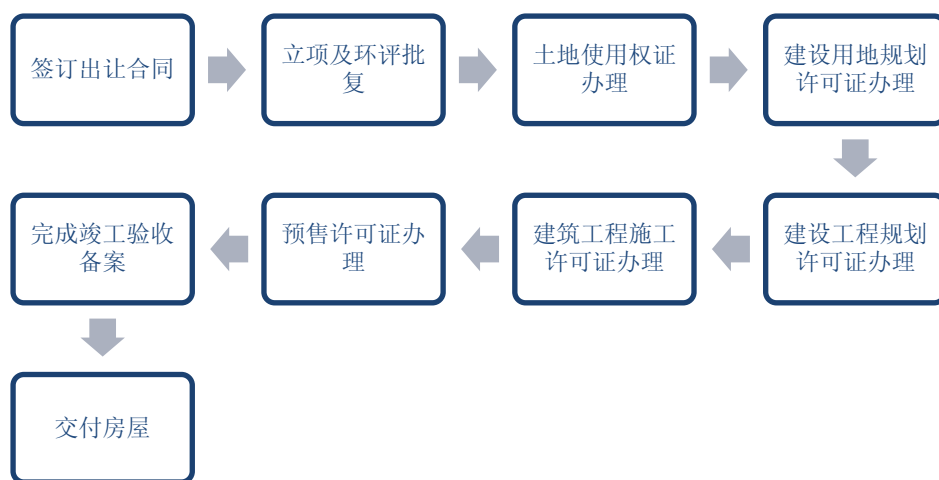 签订出让合同
立项及环评批
复
土地使用权证
办理
建设用地规划
许可证办理
建设工程规划
许可证办理
建筑工程施工
许可证办理
预售许可证办
理
完成竣工验收
备案
交付房屋